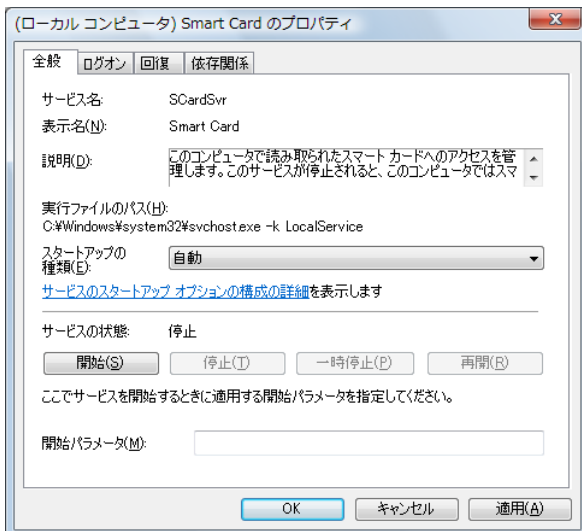 (ローカル コンピュータ) Smart Card のプロパティ
全般 ログオン 回復 依存関係
サービス名: SCardSvr
表示名(N): Smart Card
説明(D): このコンピュータで読み取られたスマート カードへのアクセスを管
理します。このサービスが停止されると、このコンピュータではスマ
実行ファイルのパス(H):
C:¥Windows¥system32¥svchost.exe -k LocalService
スタートアップの
種類(E): 自動
サービスのスタートアップ オプションの構成の詳細を表示します
サービスの状態: 停止
開始(S) 停止(T) 一時停止(P) 再開(R)
ここでサービスを開始するときに適用する開始パラメータを指定してください。
開始パラメータ(M):
OK キャンセル 適用(A)